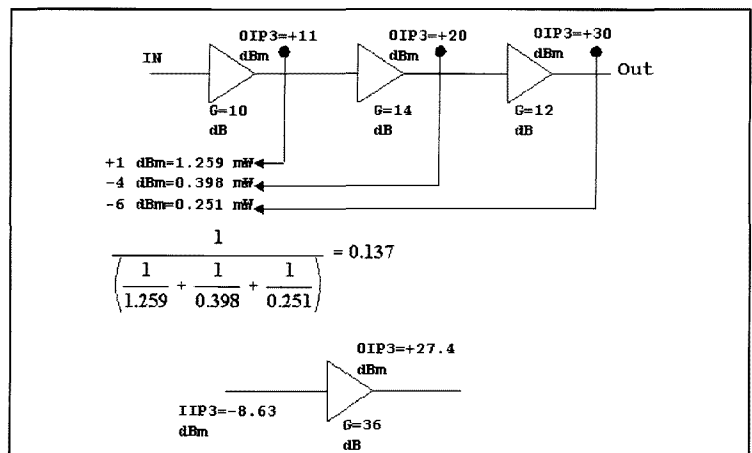 OIP3=+11
dBm
OIP3=+20
dBm
OIP3=+30
dBm
IN
Out
G=10
dB
G=14
dB
G=12
dB
+1 dBm=1.259 mW
-4 dBm=0.398 mW
-6 dBm=0.251 mW
1
(1/1.259 + 1/0.398 + 1/0.251) = 0.137
OIP3=+27.4
dBm
IIP3=-8.63
dBm
G=36
dB